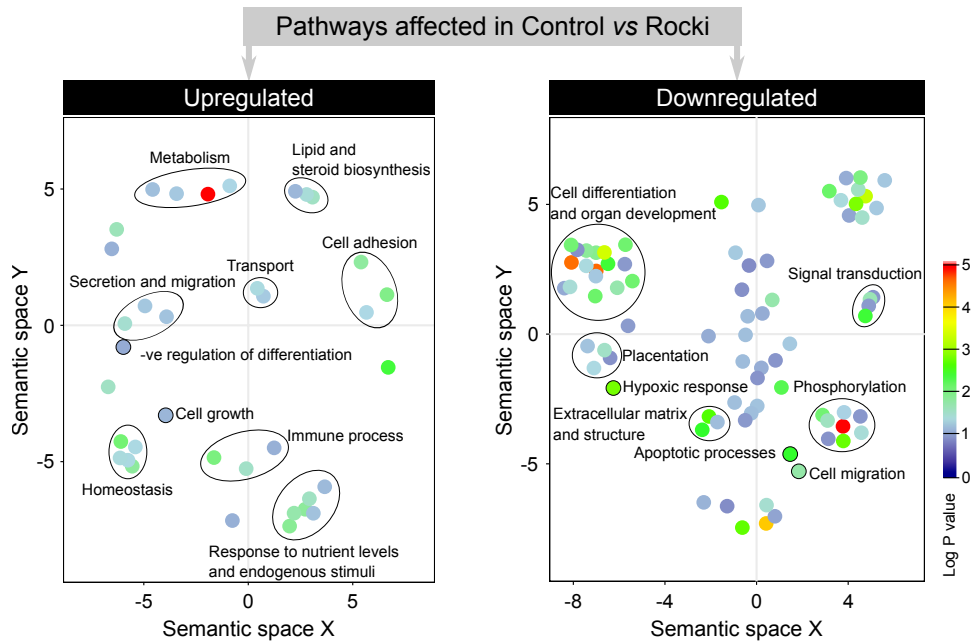 Pathways affected in Control vs Rocki
Upregulated
Metabolism
Lipid and
steroid biosynthesis
Cell adhesion
Transport
Secretion and migration
-ve regulation of differentiation
Cell growth
Immune process
Homeostasis
Response to nutrient levels
and endogenous stimuli
5
0
-5
Semantic space Y
-5
0
5
Semantic space X
Downregulated
Cell differentiation
and organ development
Signal transduction
Placentation
Hypoxic response
Phosphorylation
Extracellular matrix
and structure
Apoptotic processes
Cell migration
5
0
-5
Semantic space Y
-8
-4
0
4
Semantic space X
5
4
3
2
1
0
Log P value